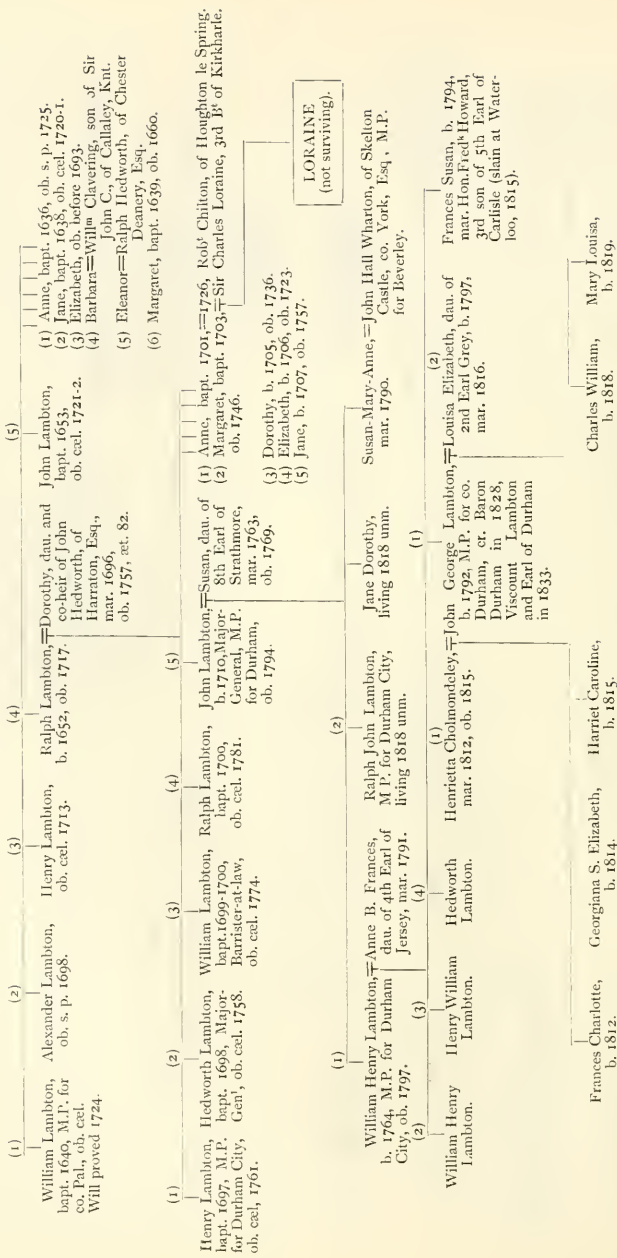 (1)
(2)
(3)
(4)
(5)
William Lambton,
bapt. 1640, M.P. for
co. Pal., ob. cæl.
Will proved 1724.
Alexander Lambton,
ob. s. p. 1698.
Henry Lambton,
ob. cæl. 1713.
Ralph Lambton,
b. 1652, ob. 1717.
Dorothy, dau. and
co-heir of John
Hedworth, of
Harraton, Esq.,
mar. 1696,
ob. 1757, æt. 82.
John Lambton,
bapt. 1653,
ob. cæl. 1721-2.
(1) Anne, bapt. 1636, ob. s. p. 1725.
(2) Jane, bapt. 1638, ob. cæl. 1720-1.
(3) Elizabeth, ob. before 1693.
(4) Barbara=Willm Clavering, son of Sir
John C., of Callaley, Knt.
(5) Eleanor=Ralph Hedworth, of Chester
Deanery, Esq.
(6) Margaret, bapt. 1639, ob. 1660.
(1)
(2)
(3)
(4)
(5)
Henry Lambton,
bapt. 1697, M.P.
for Durham City,
ob. cæl, 1761.
Hedworth Lambton,
bapt. 1698, Major-
Genl, ob. cæl. 1758.
William Lambton,
bapt. 1699-1700,
Barrister-at-law,
ob. cæl. 1774.
Ralph Lambton,
bapt. 1700,
ob. cæl. 1781.
John Lambton,
b. 1710, Major-
General, M.P.
for Durham,
ob. 1794.
Susan, dau. of
8th Earl of
Strathmore,
mar. 1763,
ob. 1769.
(1) Anne, bapt. 1701,=1726, Robt Chilton, of Houghton le Spring.
(2) Margaret, bapt. 1703,=Sir Charles Loraine, 3rd Bt of Kirkharle.
ob. 1746.
(3) Dorothy, b. 1705, ob. 1736.
(4) Elizabeth, b. 1706, ob. 1723.
(5) Jane, b. 1707, ob. 1757.
LORAINE
(not surviving).
(1)
(2)
William Henry Lambton,
b. 1764, M.P. for Durham
City, ob. 1797.
Anne B. Frances,
dau. of 4th Earl of
Jersey, mar. 1791.
Ralph John Lambton,
M P. for Durham City,
living 1818 unm.
Jane Dorothy,
living 1818 unm.
Susan-Mary-Anne,=John Hall Wharton, of Skelton
mar. 1790.
Castle, co. York, Esq., M.P.
for Beverley.
(2)
(3)
(4)
(1)
William Henry
Lambton.
Henry William
Lambton.
Hedworth
Lambton.
(1)
Henrietta Cholmondeley,
mar. 1812, ob. 1815.
John George Lambton,
b. 1792, M.P. for co.
Durham, cr. Baron
Durham in 1828,
Viscount Lambton
and Earl of Durham
in 1833.
(2)
Louisa Elizabeth, dau. of
2nd Earl Grey, b. 1797,
mar. 1816.
Frances Susan, b. 1794,
mar. Hon. Fredk Howard,
3rd son of 5th Earl of
Carlisle (slain at Water-
loo, 1815).
Frances Charlotte,
b. 1812.
Georgiana S. Elizabeth,
b. 1814.
Harriet Caroline,
b. 1815.
Charles William,
b. 1818.
Mary Louisa,
b. 1819.